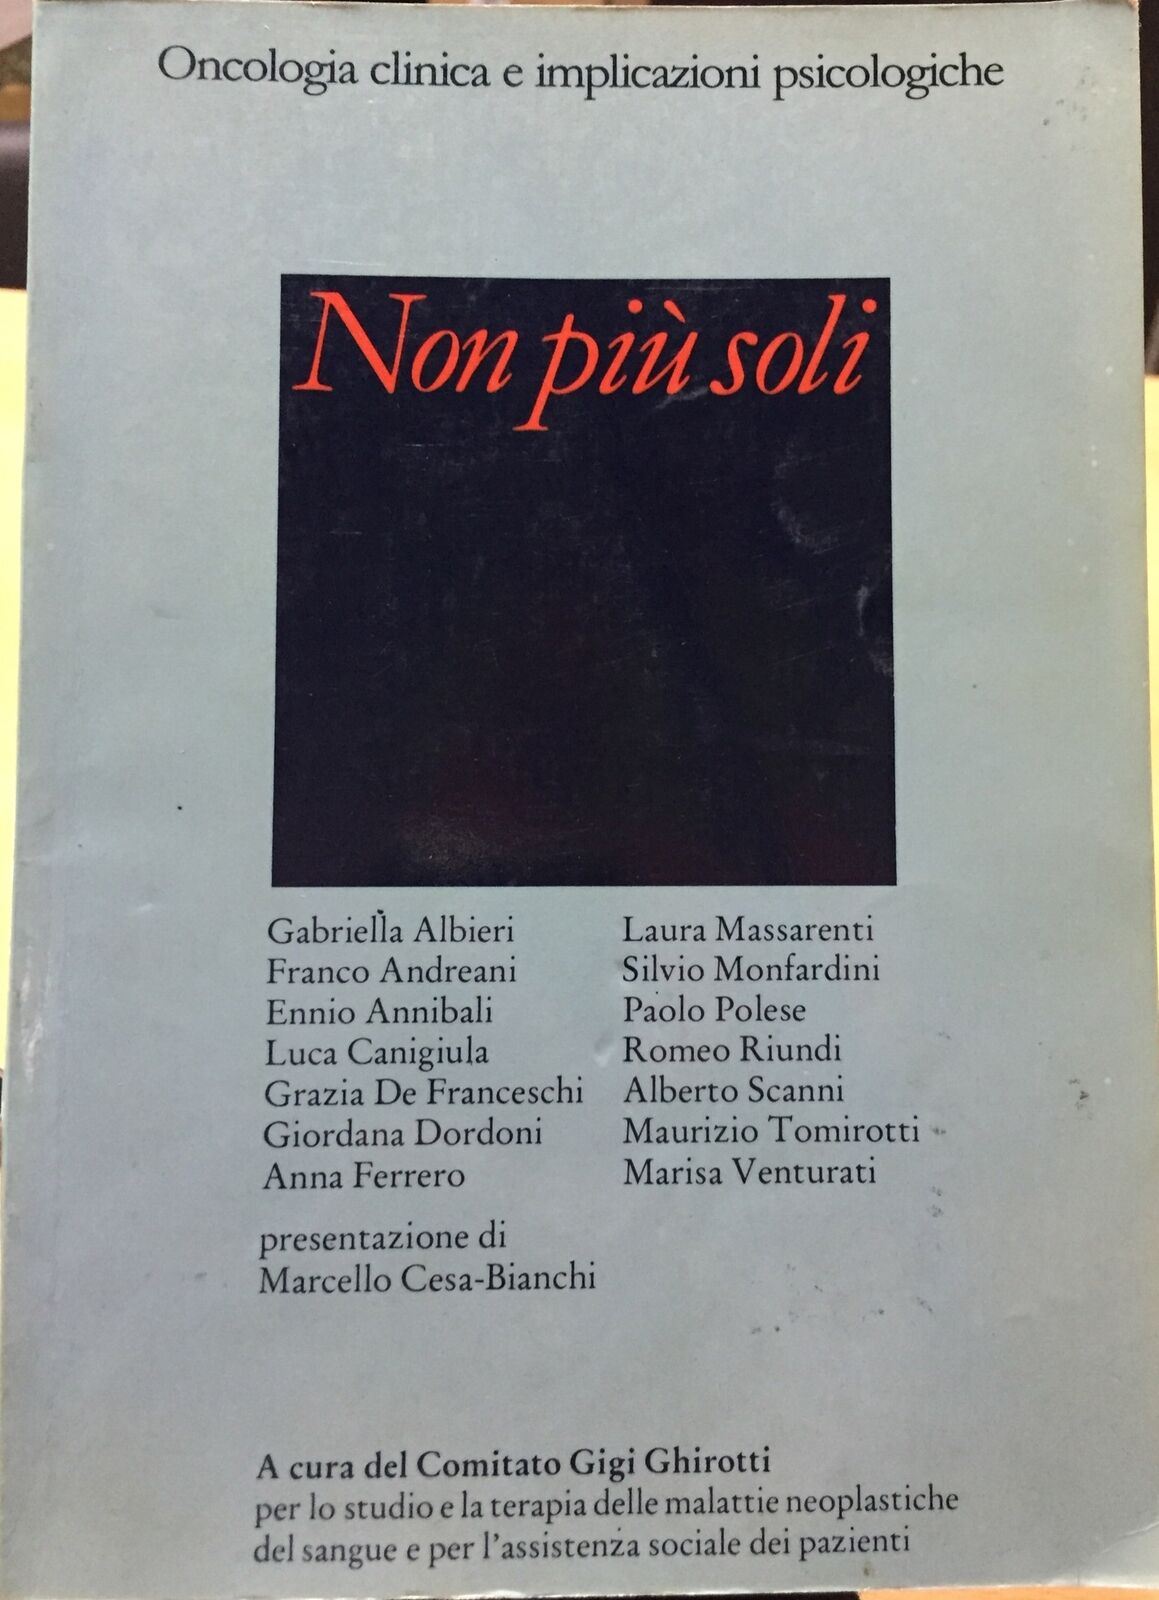 Oncologia clinica e implicazioni psicologiche
Non più soli
Gabriella Albieri
Franco Andreani
Ennio Annibali
Luca Canigiula
Grazia De Franceschi
Giordana Dordoni
Anna Ferrero
Laura Massarenti
Silvio Monfardini
Paolo Polese
Romeo Riundi
Alberto Scanni
Maurizio Tomirotti
Marisa Venturati
presentazione di
Marcello Cesa-Bianchi
A cura del Comitato Gigi Ghirotti
per lo studio e la terapia delle malattie neoplastiche
del sangue e per l'assistenza sociale dei pazienti